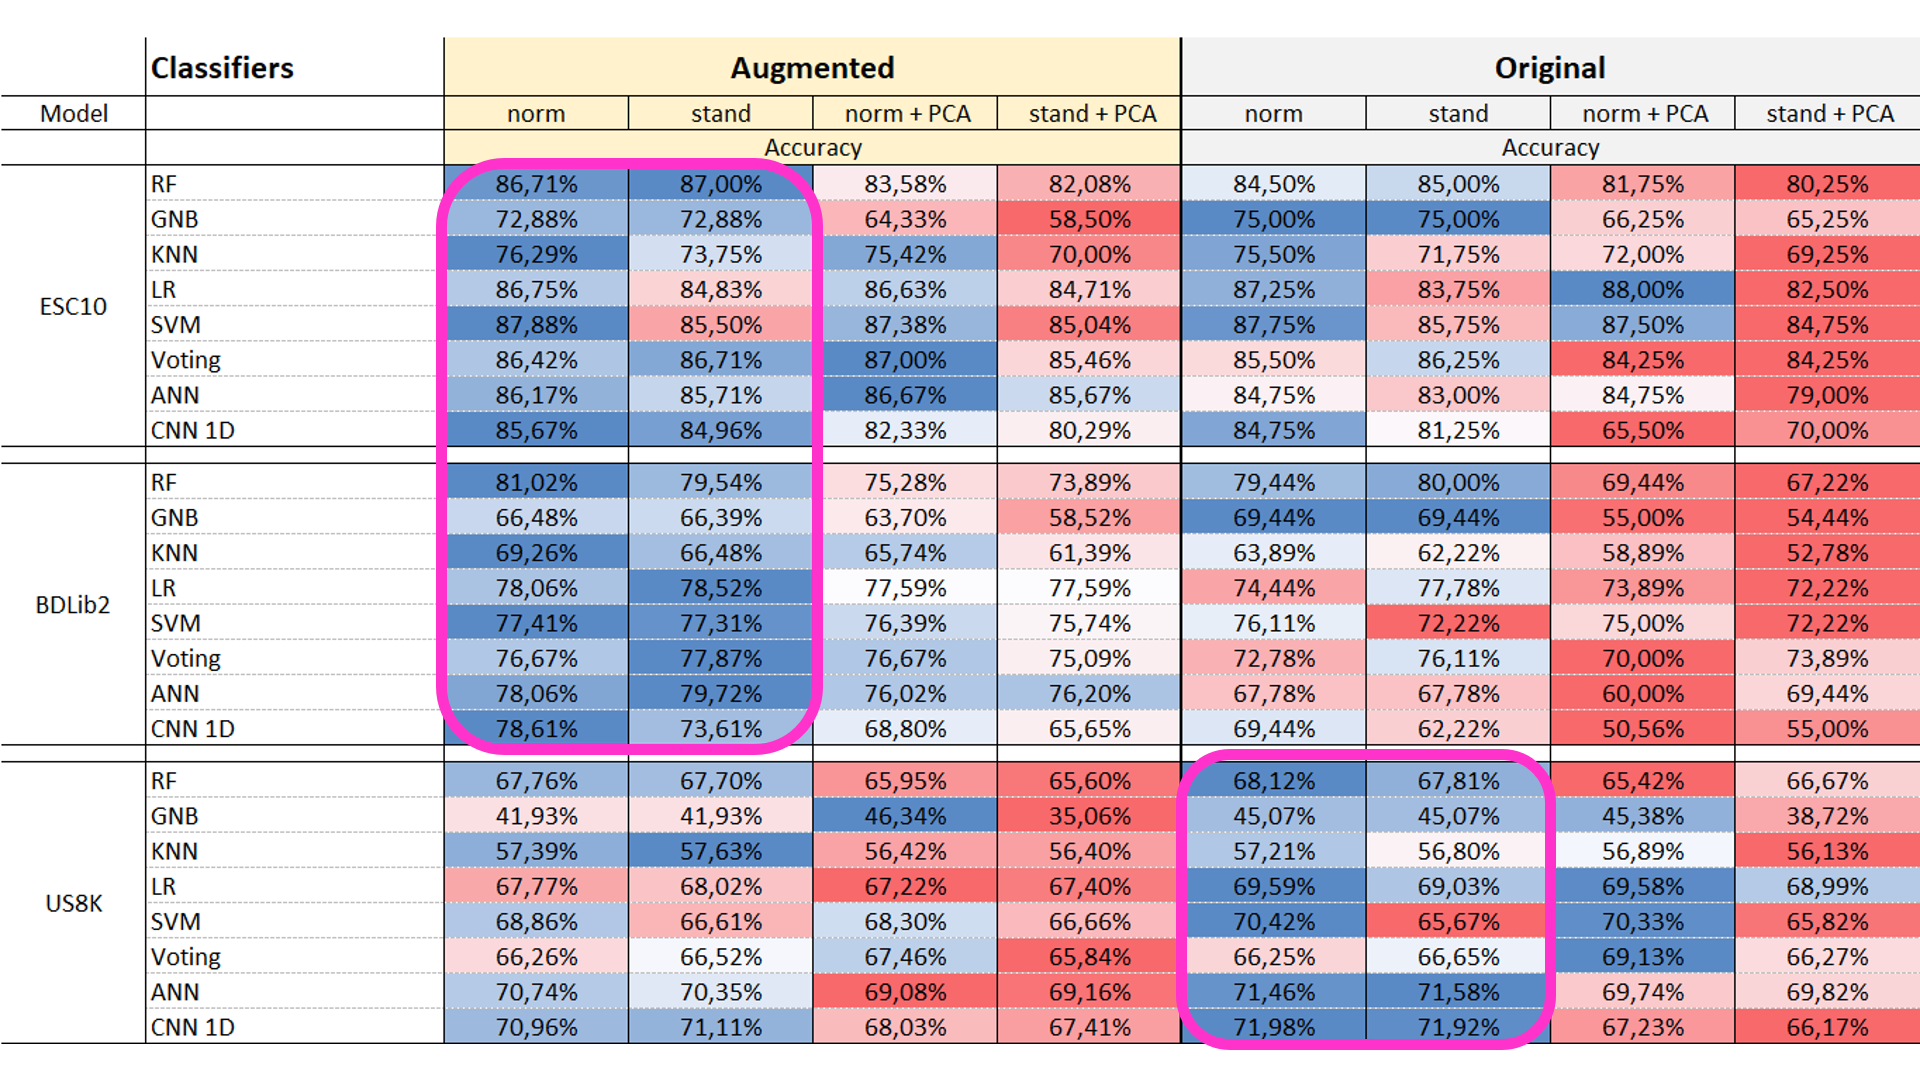 Classifiers Augmented Original
Model norm stand norm + PCA stand + PCA norm stand norm + PCA stand + PCA
Accuracy Accuracy
RF 86,71% 87,00% 83,58% 82,08% 84,50% 85,00% 81,75% 80,25%
GNB 72,88% 72,88% 64,33% 58,50% 75,00% 75,00% 66,25% 65,25%
KNN 76,29% 73,75% 75,42% 70,00% 75,50% 71,75% 72,00% 69,25%
LR 86,75% 84,83% 86,63% 84,71% 87,25% 83,75% 88,00% 82,50%
ESC10
SVM 87,88% 85,50% 87,38% 85,04% 87,75% 85,75% 87,50% 84,75%
Voting 86,42% 86,71% 87,00% 85,46% 85,50% 86,25% 84,25% 84,25%
ANN 86,17% 85,71% 86,67% 85,67% 84,75% 83,00% 84,75% 79,00%
CNN 1D 85,67% 84,96% 82,33% 80,29% 84,75% 81,25% 65,50% 70,00%
RF 81,02% 79,54% 75,28% 73,89% 79,44% 80,00% 69,44% 67,22%
GNB 66,48% 66,39% 63,70% 58,52% 69,44% 69,44% 55,00% 54,44%
KNN 69,26% 66,48% 65,74% 61,39% 63,89% 62,22% 58,89% 52,78%
LR 78,06% 78,52% 77,59% 77,59% 74,44% 77,78% 73,89% 72,22%
BDLib2
SVM 77,41% 77,31% 76,39% 75,74% 76,11% 72,22% 75,00% 72,22%
Voting 76,67% 77,87% 76,67% 75,09% 72,78% 76,11% 70,00% 73,89%
ANN 78,06% 79,72% 76,02% 76,20% 67,78% 67,78% 60,00% 69,44%
CNN 1D 78,61% 73,61% 68,80% 65,65% 69,44% 62,22% 50,56% 55,00%
RF 67,76% 67,70% 65,95% 65,60% 68,12% 67,81% 65,42% 66,67%
GNB 41,93% 41,93% 46,34% 35,06% 45,07% 45,07% 45,38% 38,72%
KNN 57,39% 57,63% 56,42% 56,40% 57,21% 56,80% 56,89% 56,13%
LR 67,77% 68,02% 67,22% 67,40% 69,59% 69,03% 69,58% 68,99%
US8K
SVM 68,86% 66,61% 68,30% 66,66% 70,42% 65,67% 70,33% 65,82%
Voting 66,26% 66,52% 67,46% 65,84% 66,25% 66,65% 69,13% 66,27%
ANN 70,74% 70,35% 69,08% 69,16% 71,46% 71,58% 69,74% 69,82%
CNN 1D 70,96% 71,11% 68,03% 67,41% 71,98% 71,92% 67,23% 66,17%